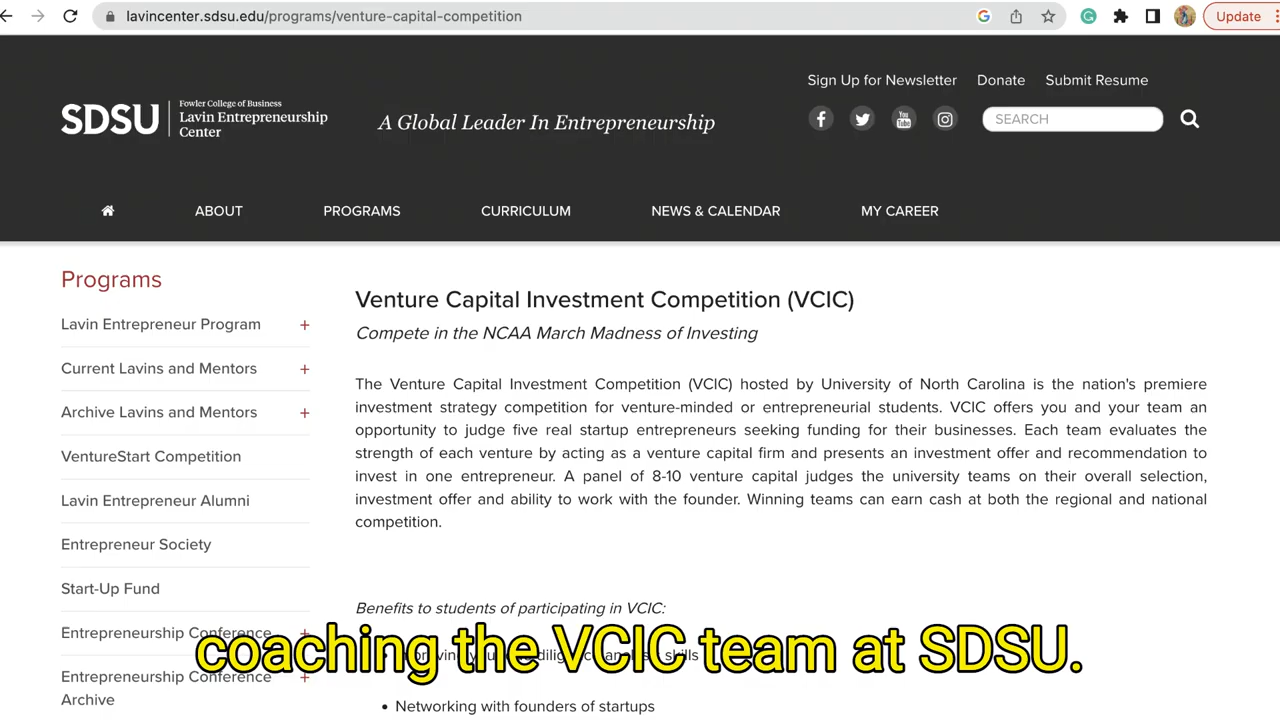 lavincenter.sdsu.edu/programs/venture-capital-competition
Update
Sign Up for Newsletter Donate Submit Resume
SDSU
Fowler College of Business
Lavin Entrepreneurship
Center
A Global Leader In Entrepreneurship
You
Tube
SEARCH
ABOUT PROGRAMS CURRICULUM NEWS & CALENDAR MY CAREER
Programs
Lavin Entrepreneur Program +
Current Lavins and Mentors +
Archive Lavins and Mentors +
VentureStart Competition
Lavin Entrepreneur Alumni
Entrepreneur Society
Start-Up Fund
Entrepreneurship Conference +
Entrepreneurship Conference +
Archive
Venture Capital Investment Competition (VCIC)
Compete in the NCAA March Madness of Investing
The Venture Capital Investment Competition (VCIC) hosted by University of North Carolina is the nation's premiere
investment strategy competition for venture-minded or entrepreneurial students. VCIC offers you and your team an
opportunity to judge five real startup entrepreneurs seeking funding for their businesses. Each team evaluates the
strength of each venture by acting as a venture capital firm and presents an investment offer and recommendation to
invest in one entrepreneur. A panel of 8-10 venture capital judges the university teams on their overall selection,
investment offer and ability to work with the founder. Winning teams can earn cash at both the regional and national
competition.
Benefits to students of participating in VCIC:
skills
• Networking with founders of startups
coaching the VCIC team at SDSU.